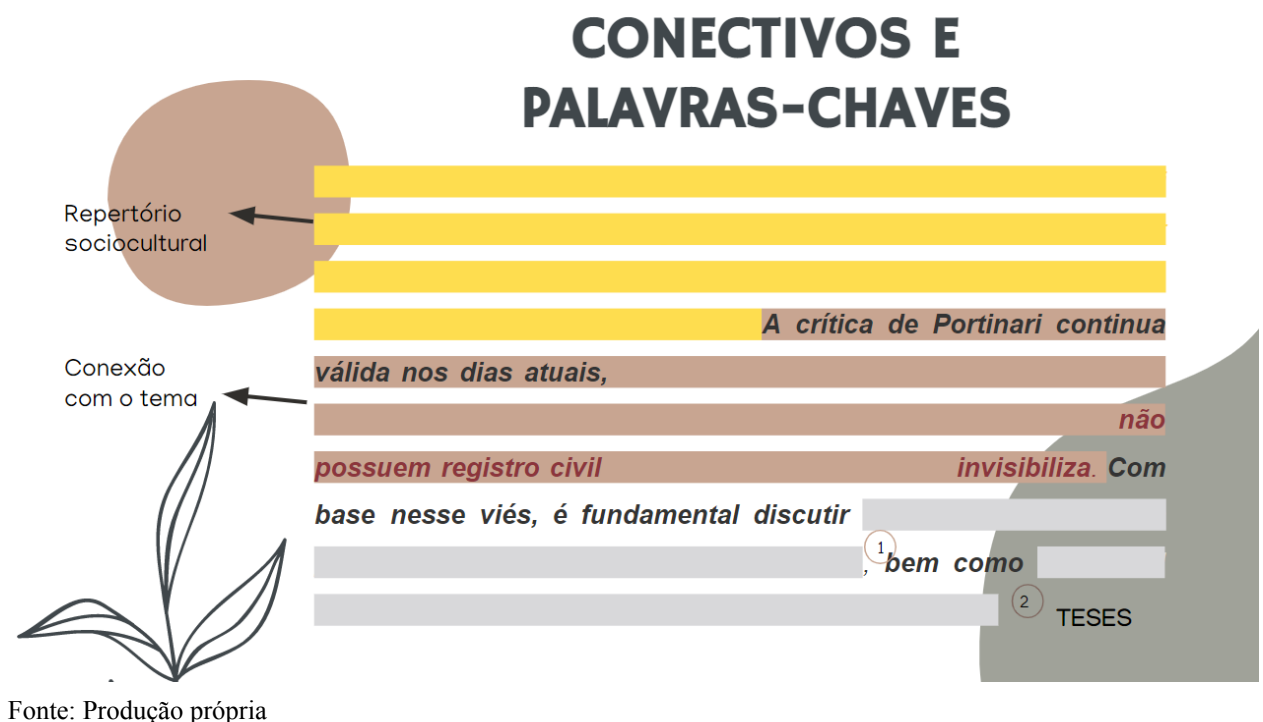 CONECTIVOS E
PALAVRAS-CHAVES
Repertório
sociocultural
A crítica de Portinari continua
Conexão
com o tema
válida nos dias atuais,
não
possuem registro civil invisibiliza. Com
base nesse viés, é fundamental discutir
, 1 bem como
2 TESES
Fonte: Produção própria